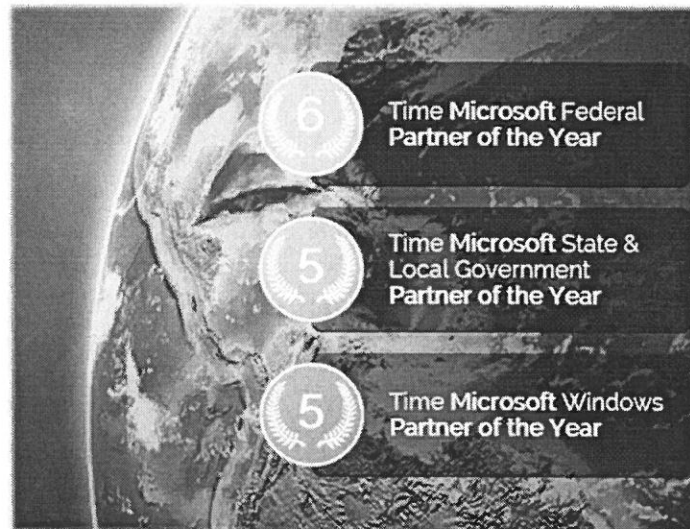 6
Time Microsoft Federal
Partner of the Year
5
Time Microsoft State &
Local Government
Partner of the Year
5
Time Microsoft Windows
Partner of the Year